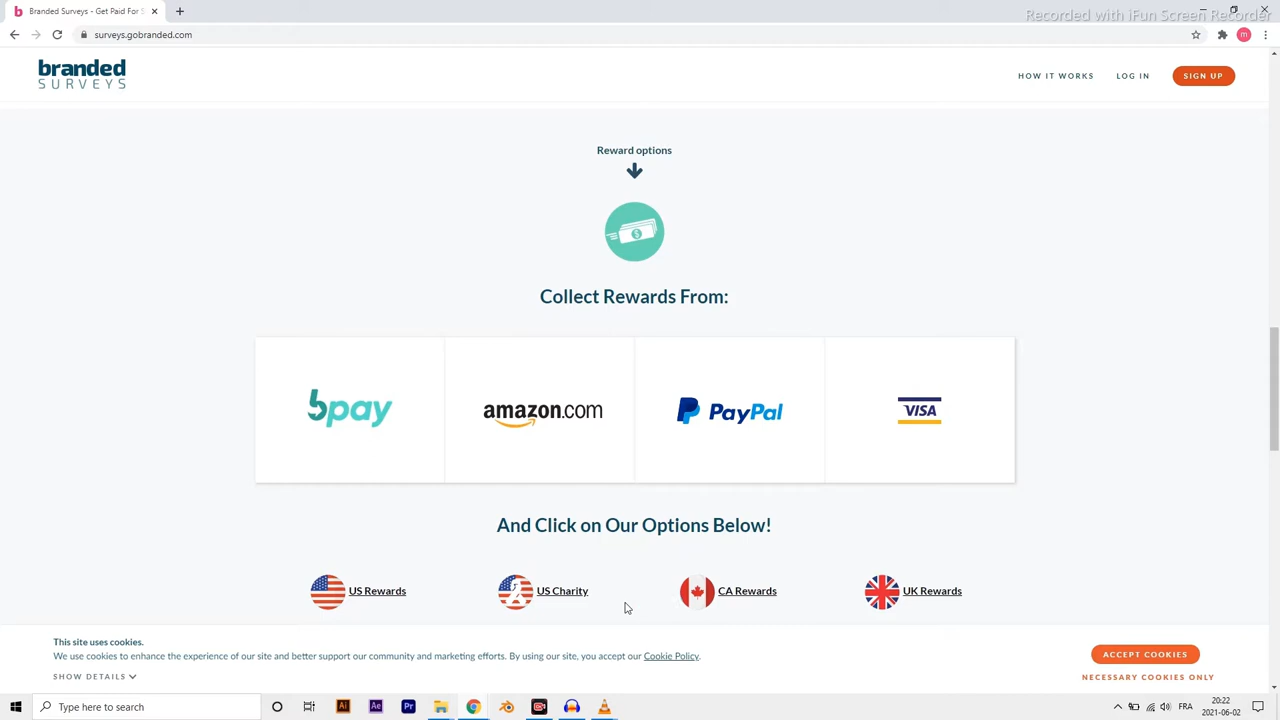 Branded Surveys - Get Paid For S
Recorded with iFun Screen Recorder
surveys.gobranded.com
m
branded
SURVEYS
HOW IT WORKS
LOG IN
SIGN UP
Reward options
Collect Rewards From:
bpay
amazon.com
PayPal
VISA
And Click on Our Options Below!
US Rewards
US Charity
CA Rewards
UK Rewards
This site uses cookies.
We use cookies to enhance the experience of our site and better support our community and marketing efforts. By using our site, you accept our Cookie Policy.
SHOW DETAILS
ACCEPT COOKIES
NECESSARY COOKIES ONLY
Type here to search
Ai
Ae
Pr
FRA
20:22
2021-06-02